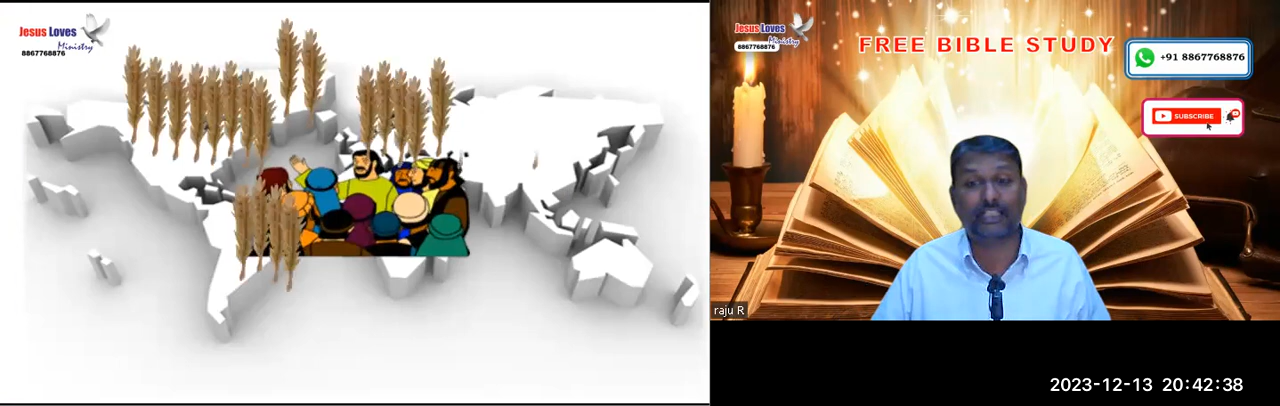 Jesus Loves
Ministry
8867768876
Jesus Loves
Ministry
8867768876
FREE BIBLE STUDY
+91 8867768876
SUBSCRIBE
raju R
2023-12-13 20:42:38